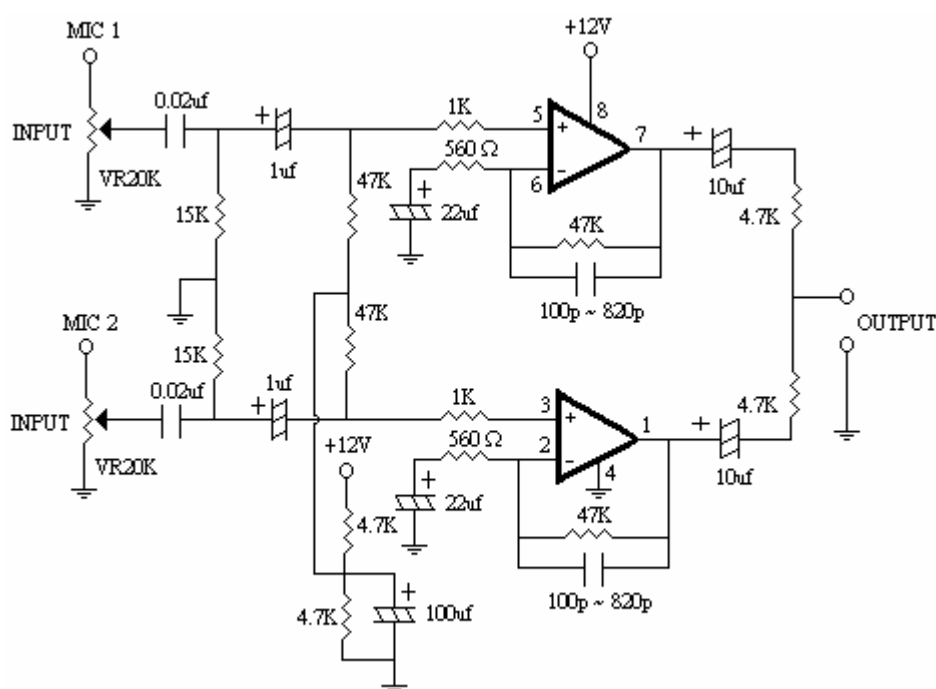 MIC 1
INPUT
VR20K
0.02uf
+
1uf
15K
47K
1K
560 Ω
+
22uf
+12V
5
+
8
7
6
−
47K
100p ~ 820p
+
10uf
4.7K
OUTPUT
MIC 2
INPUT
VR20K
0.02uf
15K
1uf
+
47K
1K
560 Ω
+
22uf
3
+
2
−
1
4
47K
100p ~ 820p
+
10uf
4.7K
+12V
4.7K
4.7K
+
100uf